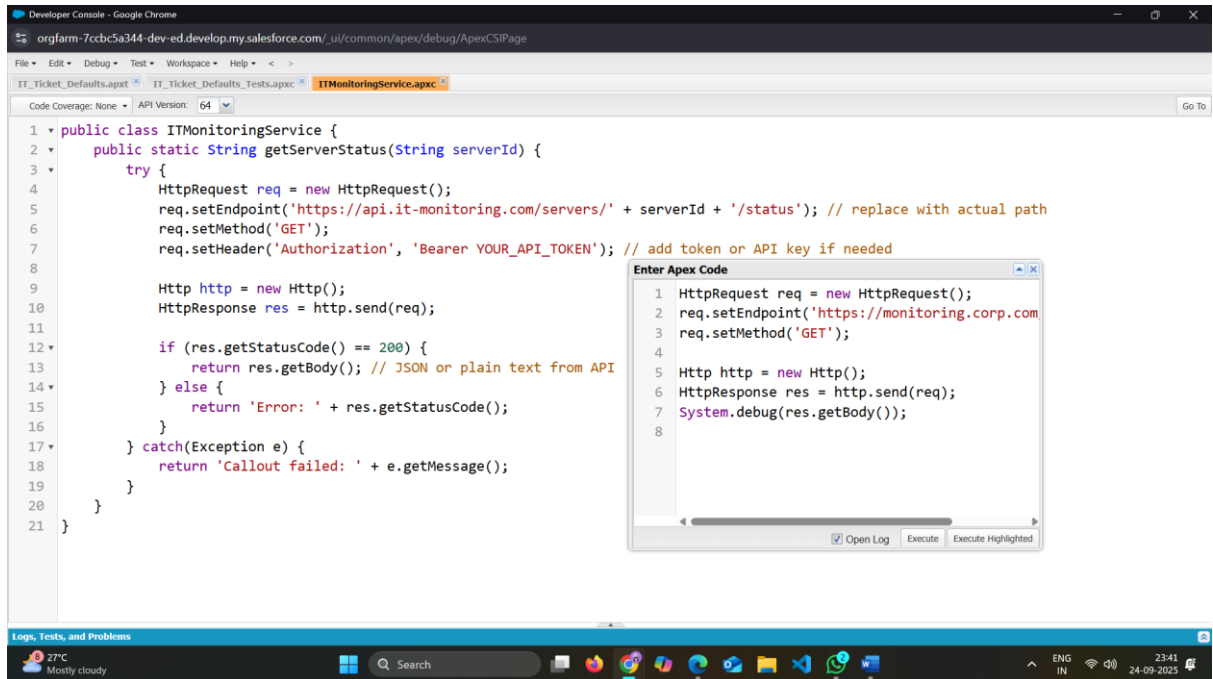 Developer Console - Google Chrome
orgfarm-7ccbc5a344-dev-ed.develop.my.salesforce.com/_ui/common/apex/debug/ApexCSIPage
File Edit Debug Test Workspace Help < >
IT_Ticket_Defaults.apxt IT_Ticket_Defaults_Tests.apxc ITMonitoringService.apxc
Code Coverage: None API Version: 64 Go To
1 public class ITMonitoringService {
2 public static String getServerStatus(String serverId) {
3 try {
4 HttpRequest req = new HttpRequest();
5 req.setEndpoint('https://api.it-monitoring.com/servers/' + serverId + '/status'); // replace with actual path
6 req.setMethod('GET');
7 req.setHeader('Authorization', 'Bearer YOUR_API_TOKEN'); // add token or API key if needed
8
9 Http http = new Http();
10 HttpResponse res = http.send(req);
11
12 if (res.getStatusCode() == 200) {
13 return res.getBody(); // JSON or plain text from API
14 } else {
15 return 'Error: ' + res.getStatusCode();
16 }
17 } catch(Exception e) {
18 return 'Callout failed: ' + e.getMessage();
19 }
20 }
21 }
Enter Apex Code
1 HttpRequest req = new HttpRequest();
2 req.setEndpoint('https://monitoring.corp.com
3 req.setMethod('GET');
4
5 Http http = new Http();
6 HttpResponse res = http.send(req);
7 System.debug(res.getBody());
8
Open Log Execute Execute Highlighted
Logs, Tests, and Problems
8 27°C
Mostly cloudy
Search
2
ENG
IN
23:41
24-09-2025